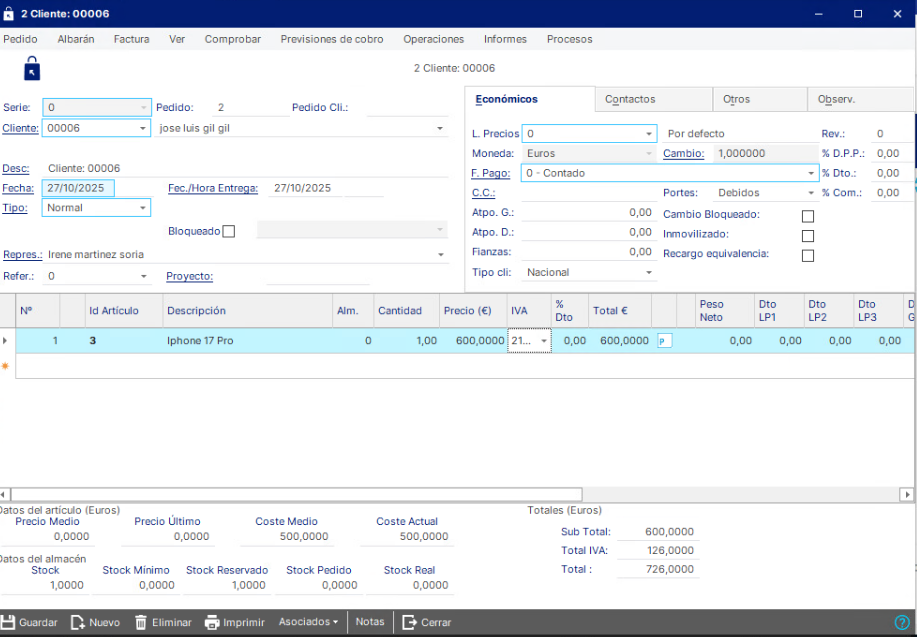 2 Cliente: 00006
Pedido Albarán Factura Ver Comprobar Previsiones de cobro Operaciones Informes Procesos
2 Cliente: 00006
Serie: 0 Pedido: 2 Pedido Cli.:
Cliente: 00006 jose luis gil gil
Desc: Cliente: 00006
Fecha: 27/10/2025 Fec./Hora Entrega: 27/10/2025
Tipo: Normal
Bloqueado
Repres.: Irene martinez soria
Refer.: 0 Proyecto:
Económicos Contactos Otros Observ.
L. Precios 0 Por defecto Rev.: 0
Moneda: Euros Cambio: 1,000000 % D.P.P.: 0,00
F. Pago: 0 - Contado % Dto.: 0,00
C.C.: Portes: Debidos % Com.: 0,00
Atpo. G.: 0,00 Cambio Bloqueado:
Atpo. D.: 0,00 Inmovilizado:
Fianzas: 0,00 Recargo equivalencia:
Tipo cli: Nacional
Nº Id Artículo Descripción Alm. Cantidad Precio (€) IVA % Dto Total € Peso Neto Dto LP1 Dto LP2 Dto LP3 D G
1 3 Iphone 17 Pro 0 1,00 600,0000 21... 0,00 600,0000 P 0,00 0,00 0,00 0,00
Datos del artículo (Euros)
Precio Medio Precio Último Coste Medio Coste Actual
0,0000 0,0000 500,0000 500,0000
Datos del almacén
Stock Stock Mínimo Stock Reservado Stock Pedido Stock Real
1,0000 0,0000 1,0000 0,0000 0,0000
Totales (Euros)
Sub Total: 600,0000
Total IVA: 126,0000
Total : 726,0000
Guardar Nuevo Eliminar Imprimir Asociados Notas Cerrar ?